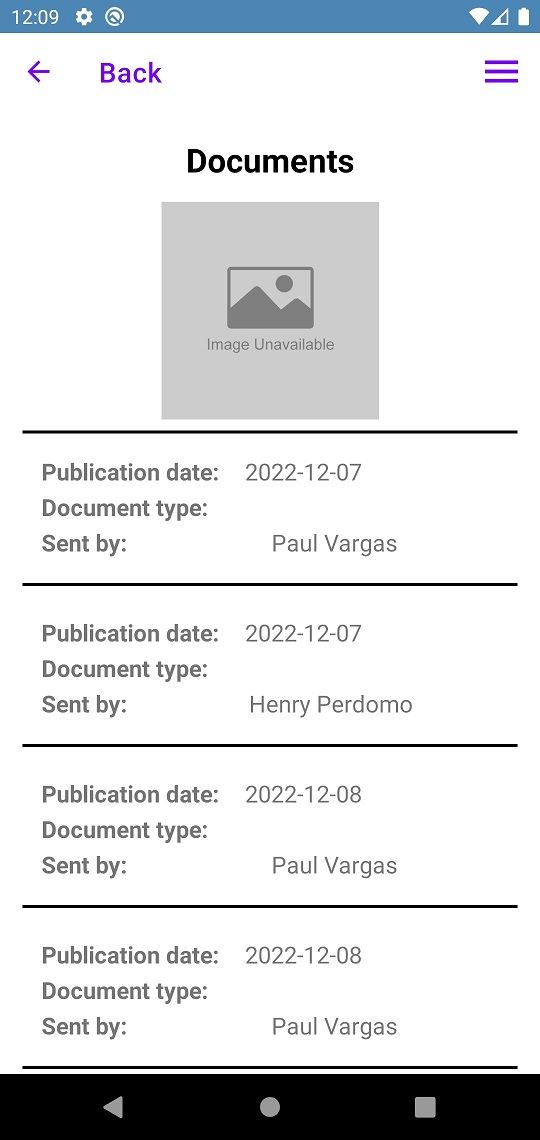 12:09
Back
Documents
Image Unavailable
Publication date: 2022-12-07
Document type:
Sent by: Paul Vargas
Publication date: 2022-12-07
Document type:
Sent by: Henry Perdomo
Publication date: 2022-12-08
Document type:
Sent by: Paul Vargas
Publication date: 2022-12-08
Document type:
Sent by: Paul Vargas